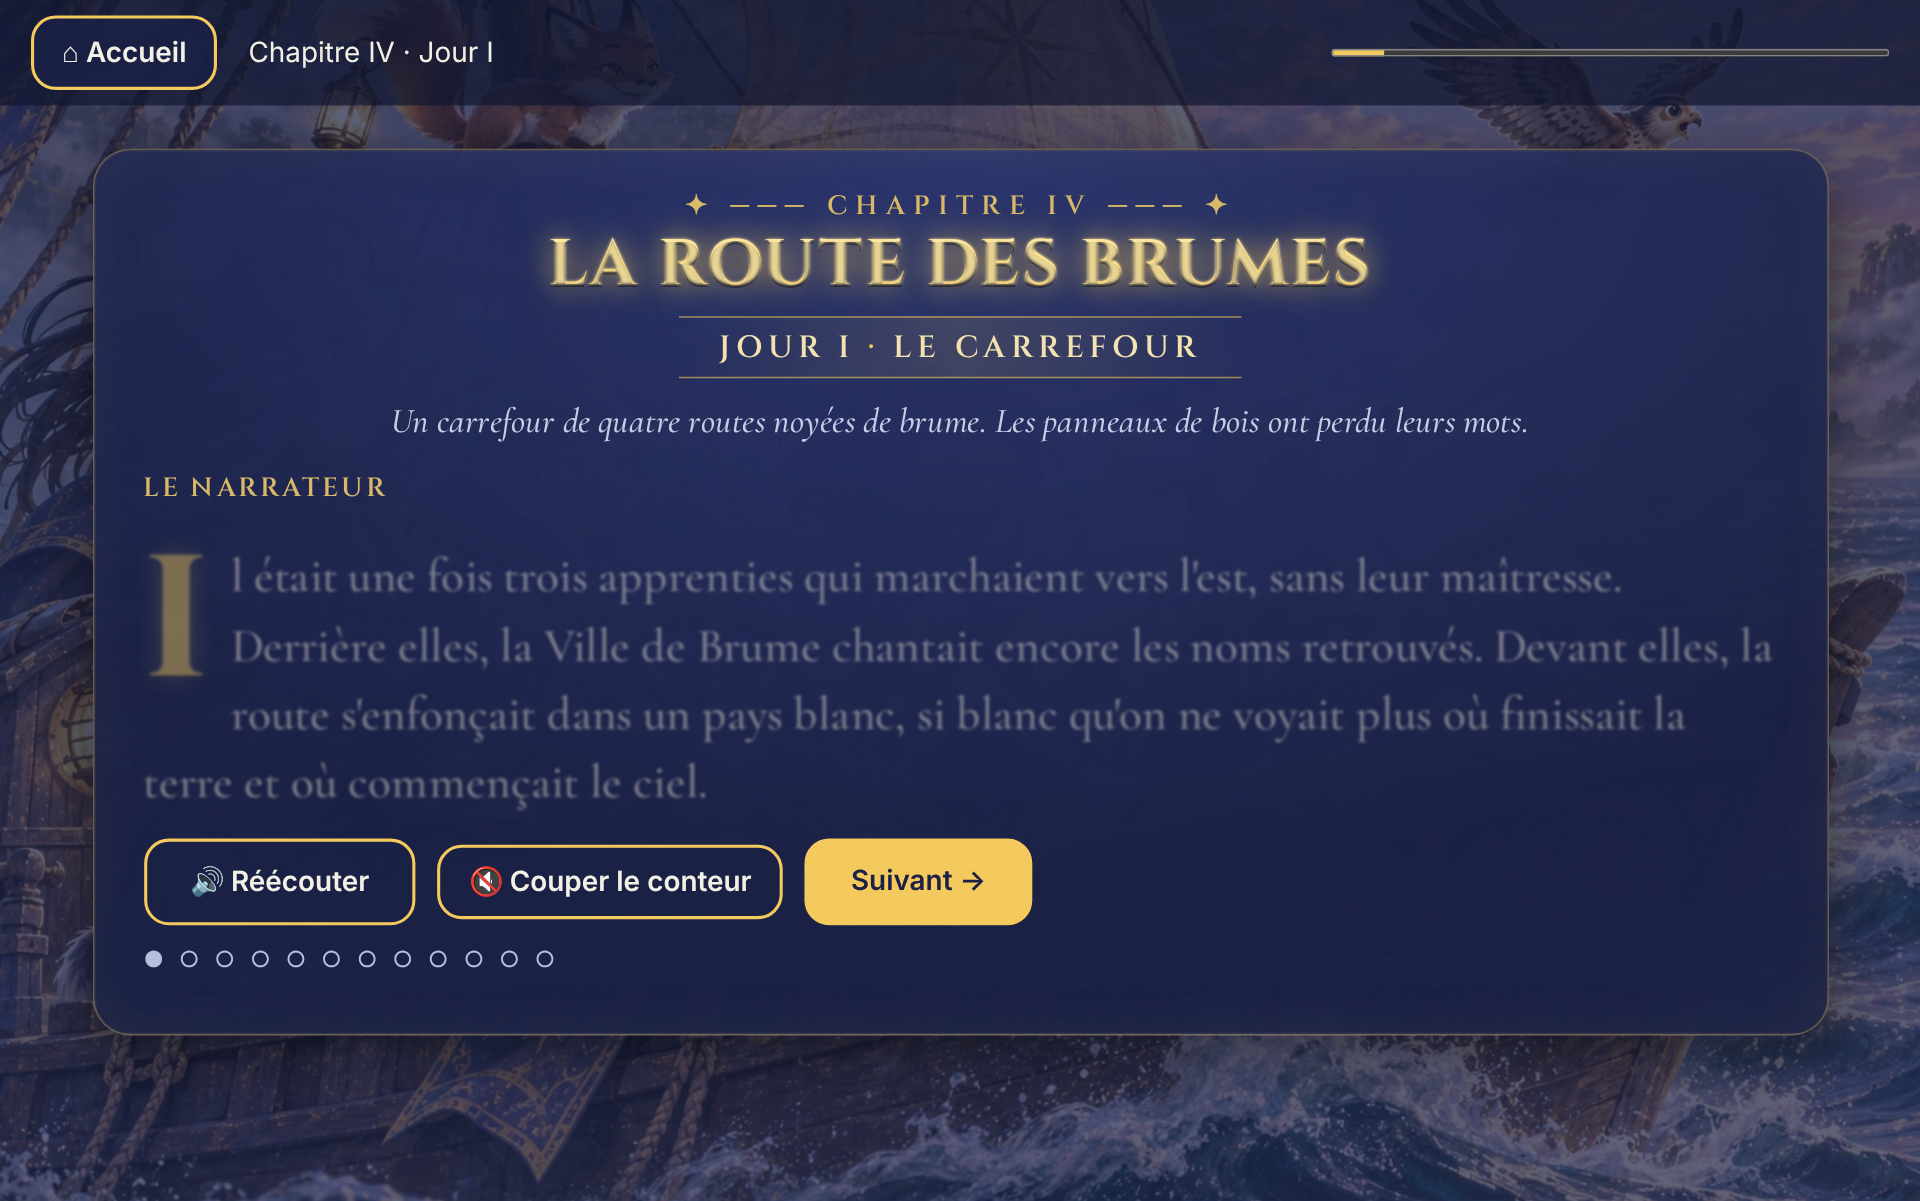 ⌂ Accueil
Chapitre IV · Jour I
✦ ——— CHAPITRE IV ——— ✦
LA ROUTE DES BRUMES
JOUR I · LE CARREFOUR
Un carrefour de quatre routes noyées de brume. Les panneaux de bois ont perdu leurs mots.
LE NARRATEUR
Il était une fois trois apprenties qui marchaient vers l'est, sans leur maîtresse.
Derrière elles, la Ville de Brume chantait encore les noms retrouvés. Devant elles, la
route s'enfonçait dans un pays blanc, si blanc qu'on ne voyait plus où finissait la
terre et où commençait le ciel.
🔊 Réécouter
🔇 Couper le conteur
Suivant →